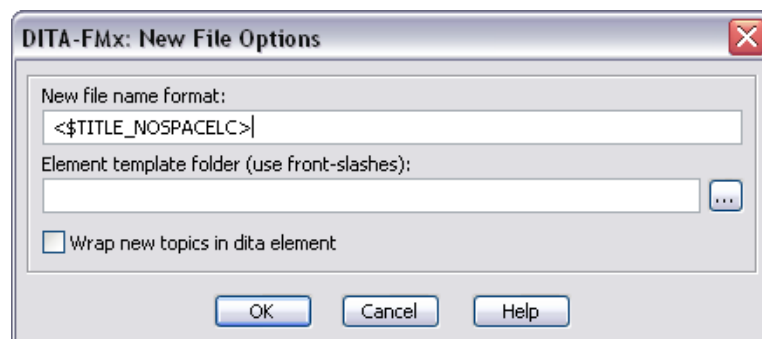 DITA-FMx: New File Options
New file name format:
<$TITLE_NOSPACELC>
Element template folder (use front-slashes):
...
Wrap new topics in dita element
OK Cancel Help